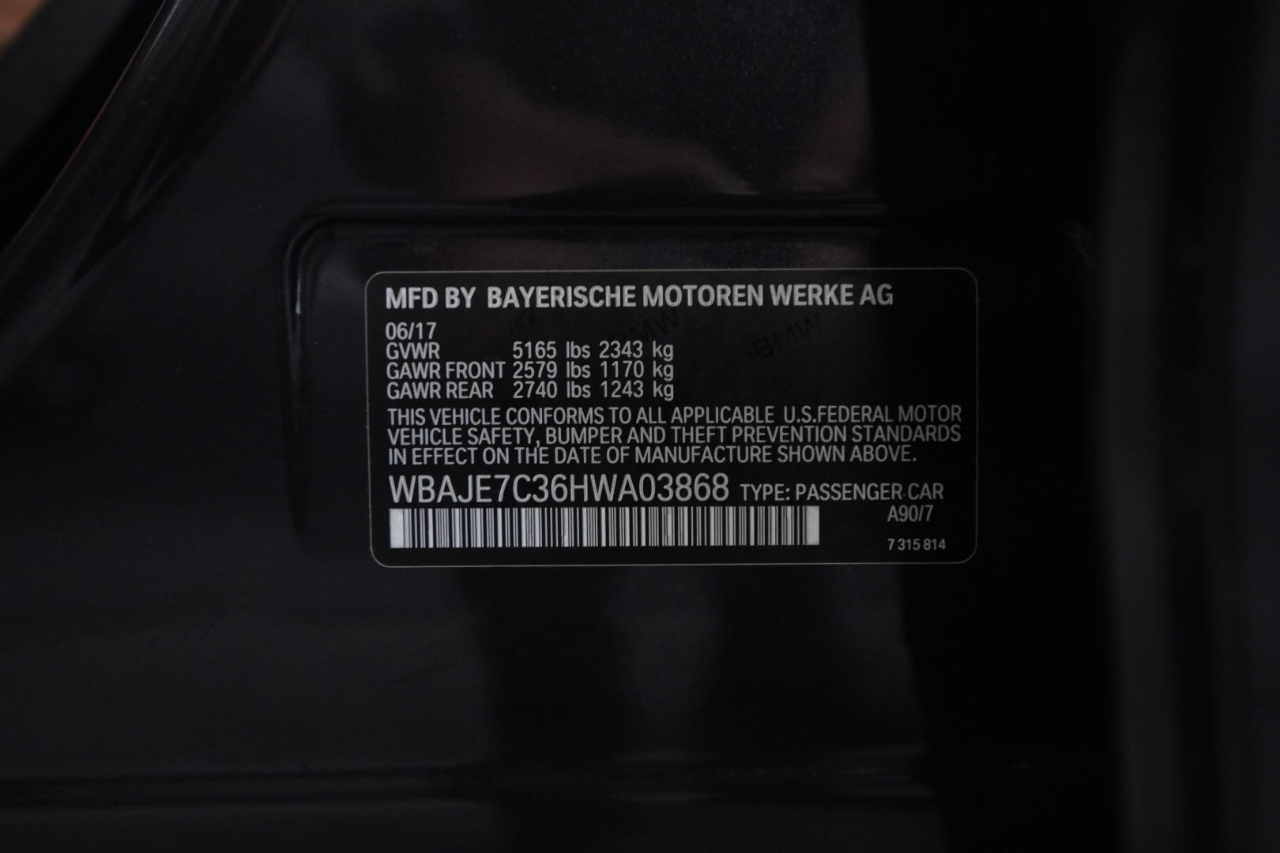 MFD BY BAYERISCHE MOTOREN WERKE AG
06/17
GVWR 5165 lbs 2343 kg
GAWR FRONT 2579 lbs 1170 kg
GAWR REAR 2740 lbs 1243 kg
THIS VEHICLE CONFORMS TO ALL APPLICABLE U.S.FEDERAL MOTOR
VEHICLE SAFETY, BUMPER AND THEFT PREVENTION STANDARDS
IN EFFECT ON THE DATE OF MANUFACTURE SHOWN ABOVE.
WBAJE7C36HWA03868 TYPE: PASSENGER CAR
A90/7
7 315 814
BMW BMW